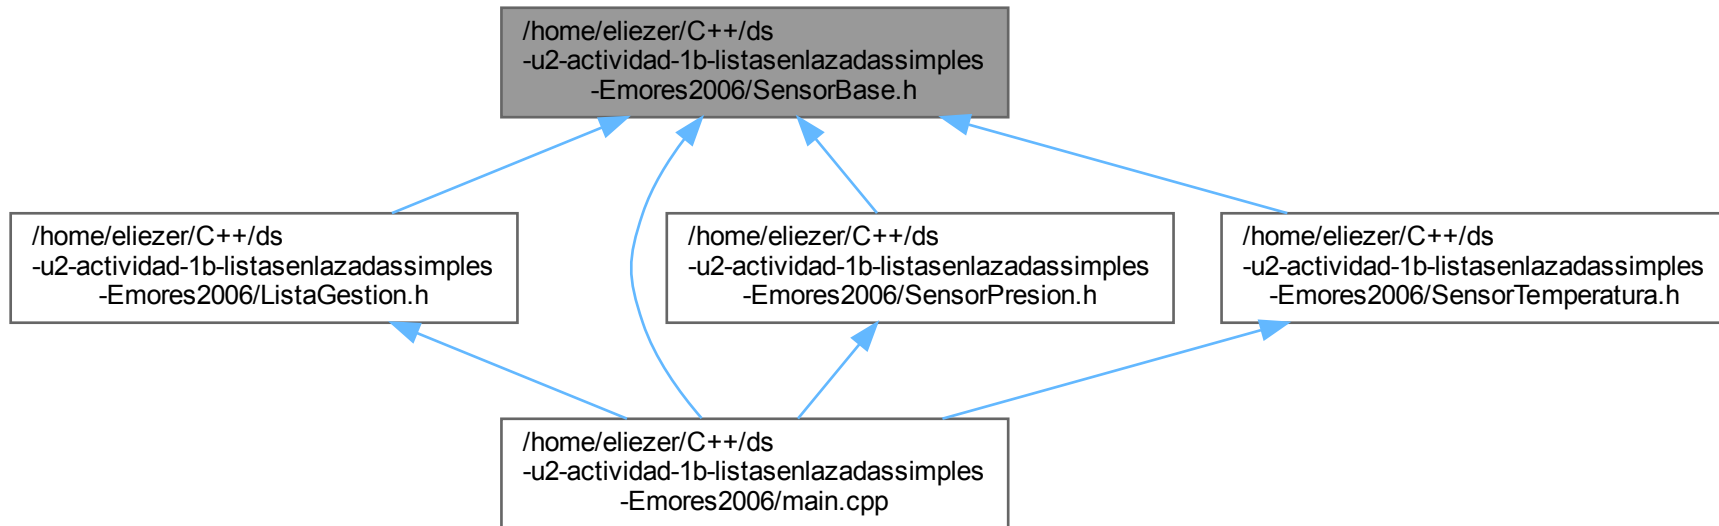 /home/eliezer/C++/ds
-u2-actividad-1b-listasenlazadassimples
-Emores2006/SensorBase.h
/home/eliezer/C++/ds
-u2-actividad-1b-listasenlazadassimples
-Emores2006/ListaGestion.h
/home/eliezer/C++/ds
-u2-actividad-1b-listasenlazadassimples
-Emores2006/SensorPresion.h
/home/eliezer/C++/ds
-u2-actividad-1b-listasenlazadassimples
-Emores2006/SensorTemperatura.h
/home/eliezer/C++/ds
-u2-actividad-1b-listasenlazadassimples
-Emores2006/main.cpp